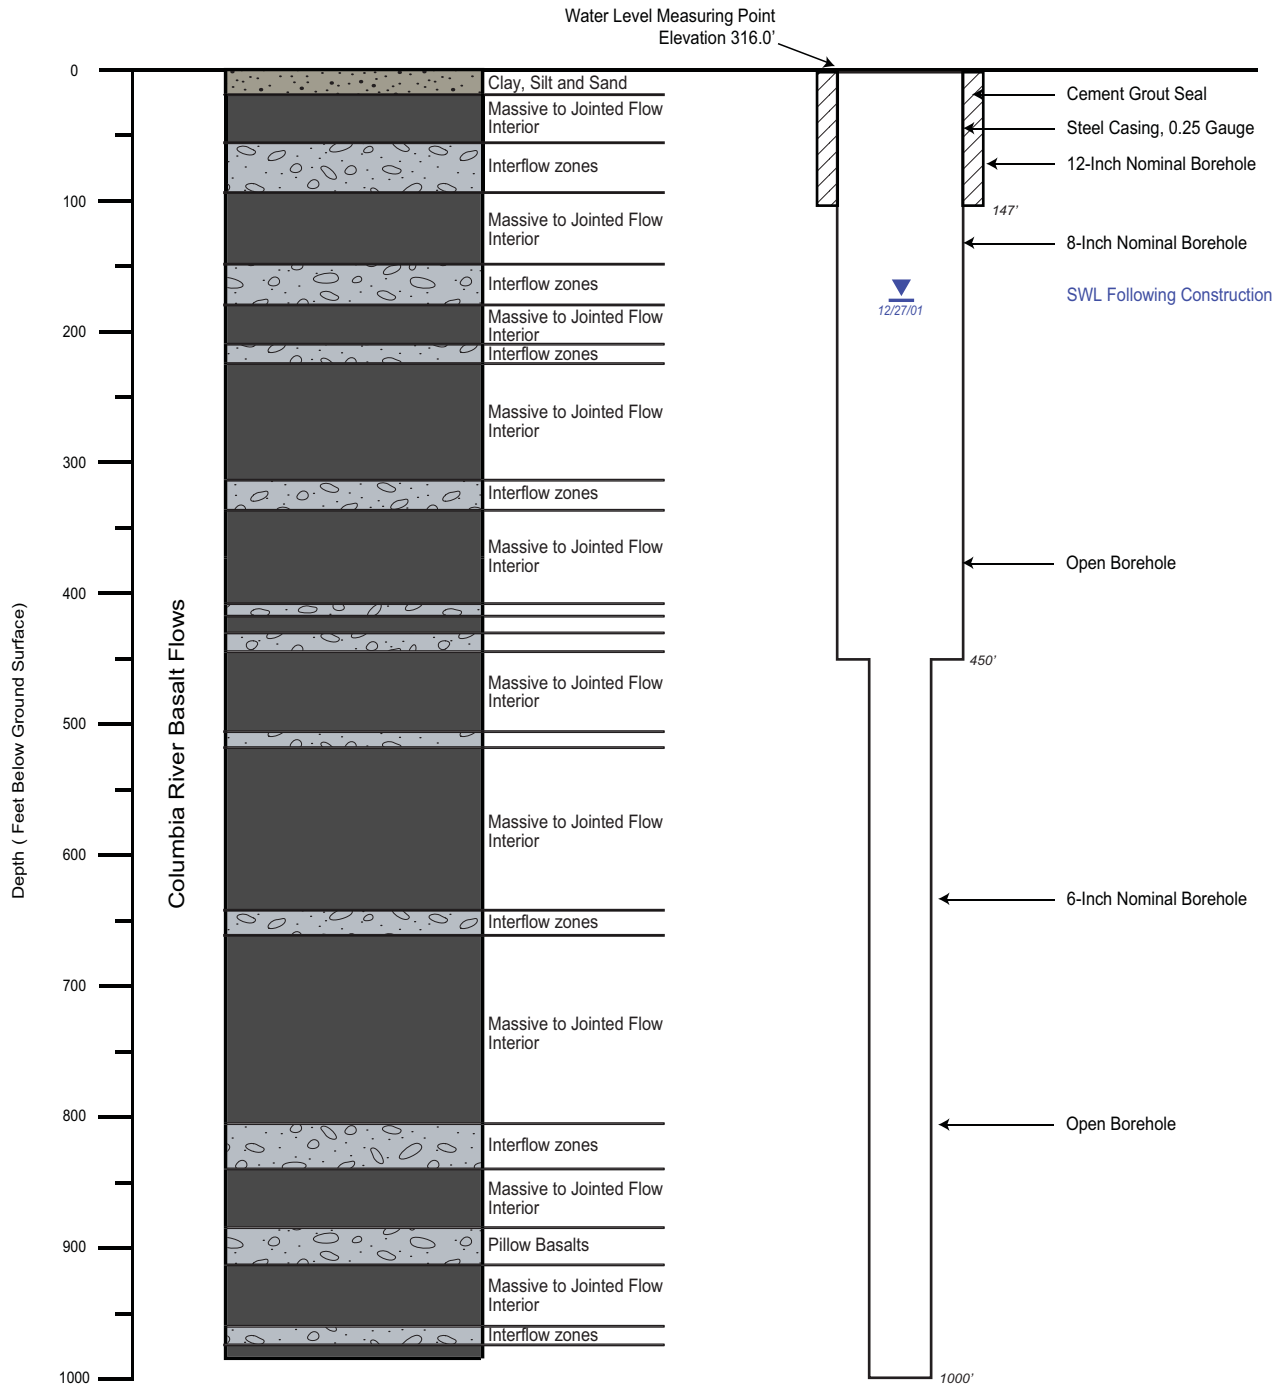 Water Level Measuring Point
Elevation 316.0'
0
100
200
300
400
500
600
700
800
900
1000
Depth ( Feet Below Ground Surface)
Columbia River Basalt Flows
Clay, Silt and Sand
Massive to Jointed Flow
Interior
Interflow zones
Massive to Jointed Flow
Interior
Interflow zones
Massive to Jointed Flow
Interior
Interflow zones
Massive to Jointed Flow
Interior
Interflow zones
Massive to Jointed Flow
Interior
Massive to Jointed Flow
Interior
Massive to Jointed Flow
Interior
Interflow zones
Massive to Jointed Flow
Interior
Interflow zones
Massive to Jointed Flow
Interior
Pillow Basalts
Massive to Jointed Flow
Interior
Interflow zones
Cement Grout Seal
Steel Casing, 0.25 Gauge
12-Inch Nominal Borehole
147'
8-Inch Nominal Borehole
SWL Following Construction
12/27/01
Open Borehole
450'
6-Inch Nominal Borehole
Open Borehole
1000'